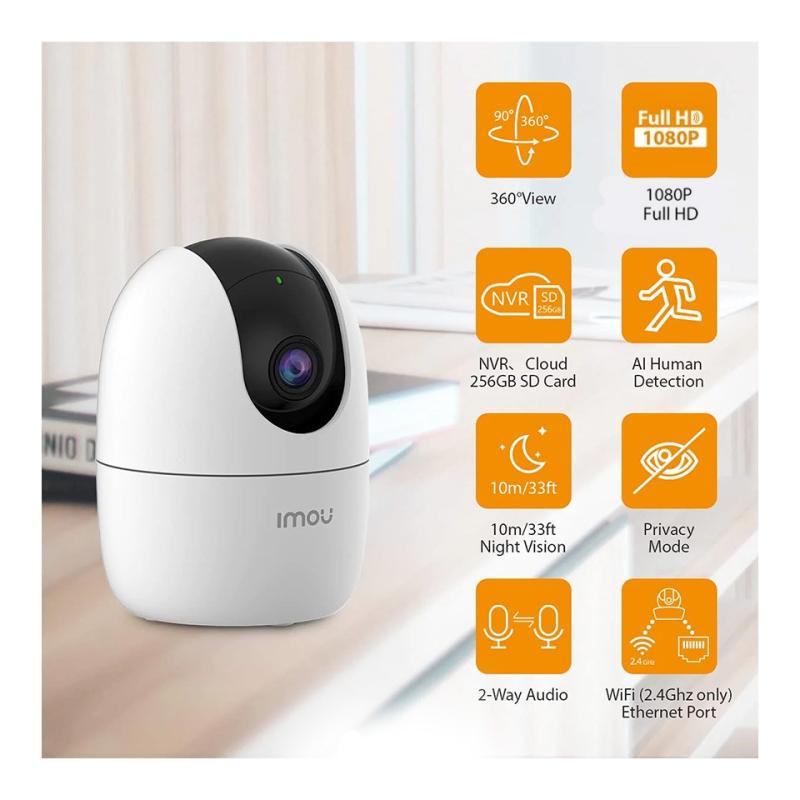 90° 360°
360°View
Full HD
1080P
1080P
Full HD
NVR SD
256GB
NVR、Cloud
256GB SD Card
AI Human
Detection
10m/33ft
10m/33ft
Night Vision
Privacy
Mode
2-Way Audio
2.4GHz
WiFi (2.4Ghz only)
Ethernet Port
NIO D
imou